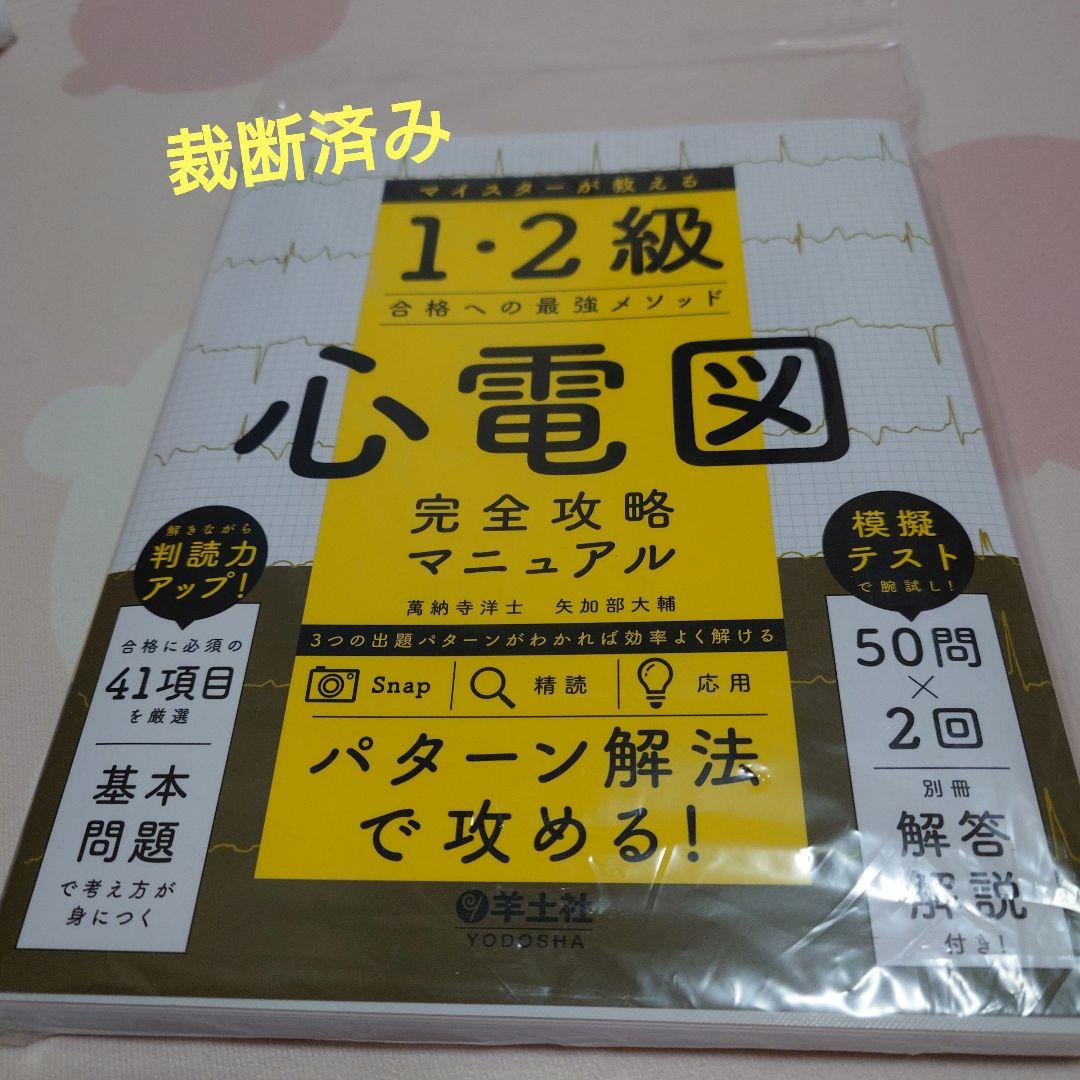 裁断済み
マイスターが教える
1・2級
合格への最強メソッド
心電図
完全攻略
マニュアル
萬納寺洋士 矢加部大輔
3つの出題パターンがわかれば効率よく解ける
Snap 精読 応用
パターン解法
で攻める!
羊土社
YODOSHA
解きながら
判読力
アップ!
合格に必須の
41項目
を厳選
基本
問題
で考え方が
身につく
模擬
テスト
で腕試し!
50問
×
2回
別冊
解答
解説
付き!